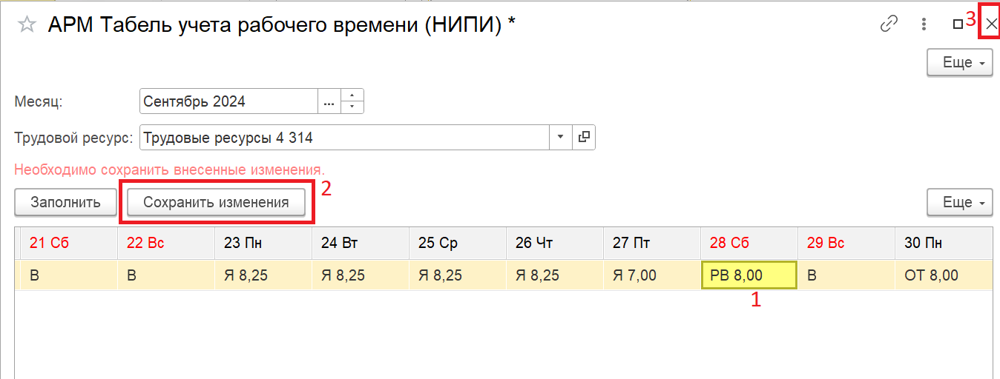 АРМ Табель учета рабочего времени (НИПИ) * 3
Еще
Месяц: Сентябрь 2024 ...
Трудовой ресурс: Трудовые ресурсы 4 314
Необходимо сохранить внесенные изменения.
Заполнить Сохранить изменения 2 Еще
21 Сб 22 Вс 23 Пн 24 Вт 25 Ср 26 Чт 27 Пт 28 Сб 29 Вс 30 Пн
В В Я 8,25 Я 8,25 Я 8,25 Я 8,25 Я 7,00 РВ 8,00 В ОТ 8,00
1